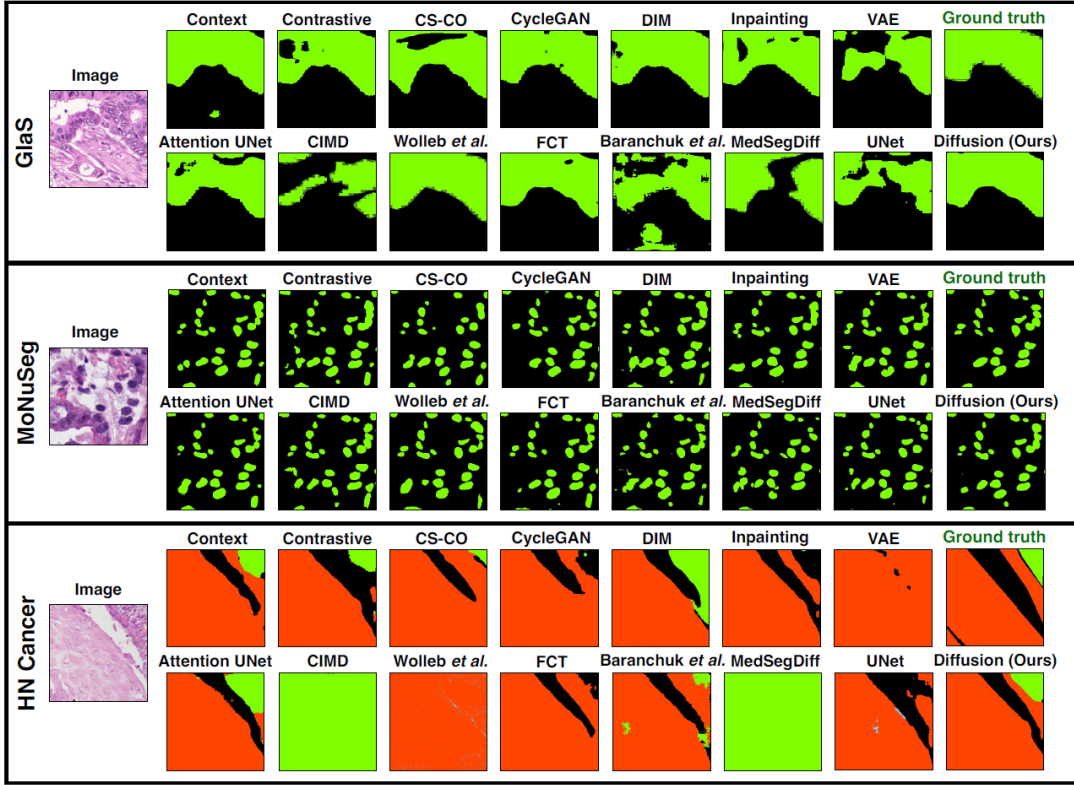 Context Contrastive CS-CO CycleGAN DIM Inpainting VAE Ground truth
Image
GlaS
Attention UNet CIMD Wolleb et al. FCT Baranchuk et al. MedSegDiff UNet Diffusion (Ours)
Context Contrastive CS-CO CycleGAN DIM Inpainting VAE Ground truth
Image
MoNuSeg
Attention UNet CIMD Wolleb et al. FCT Baranchuk et al. MedSegDiff UNet Diffusion (Ours)
Context Contrastive CS-CO CycleGAN DIM Inpainting VAE Ground truth
Image
HN Cancer
Attention UNet CIMD Wolleb et al. FCT Baranchuk et al. MedSegDiff UNet Diffusion (Ours)